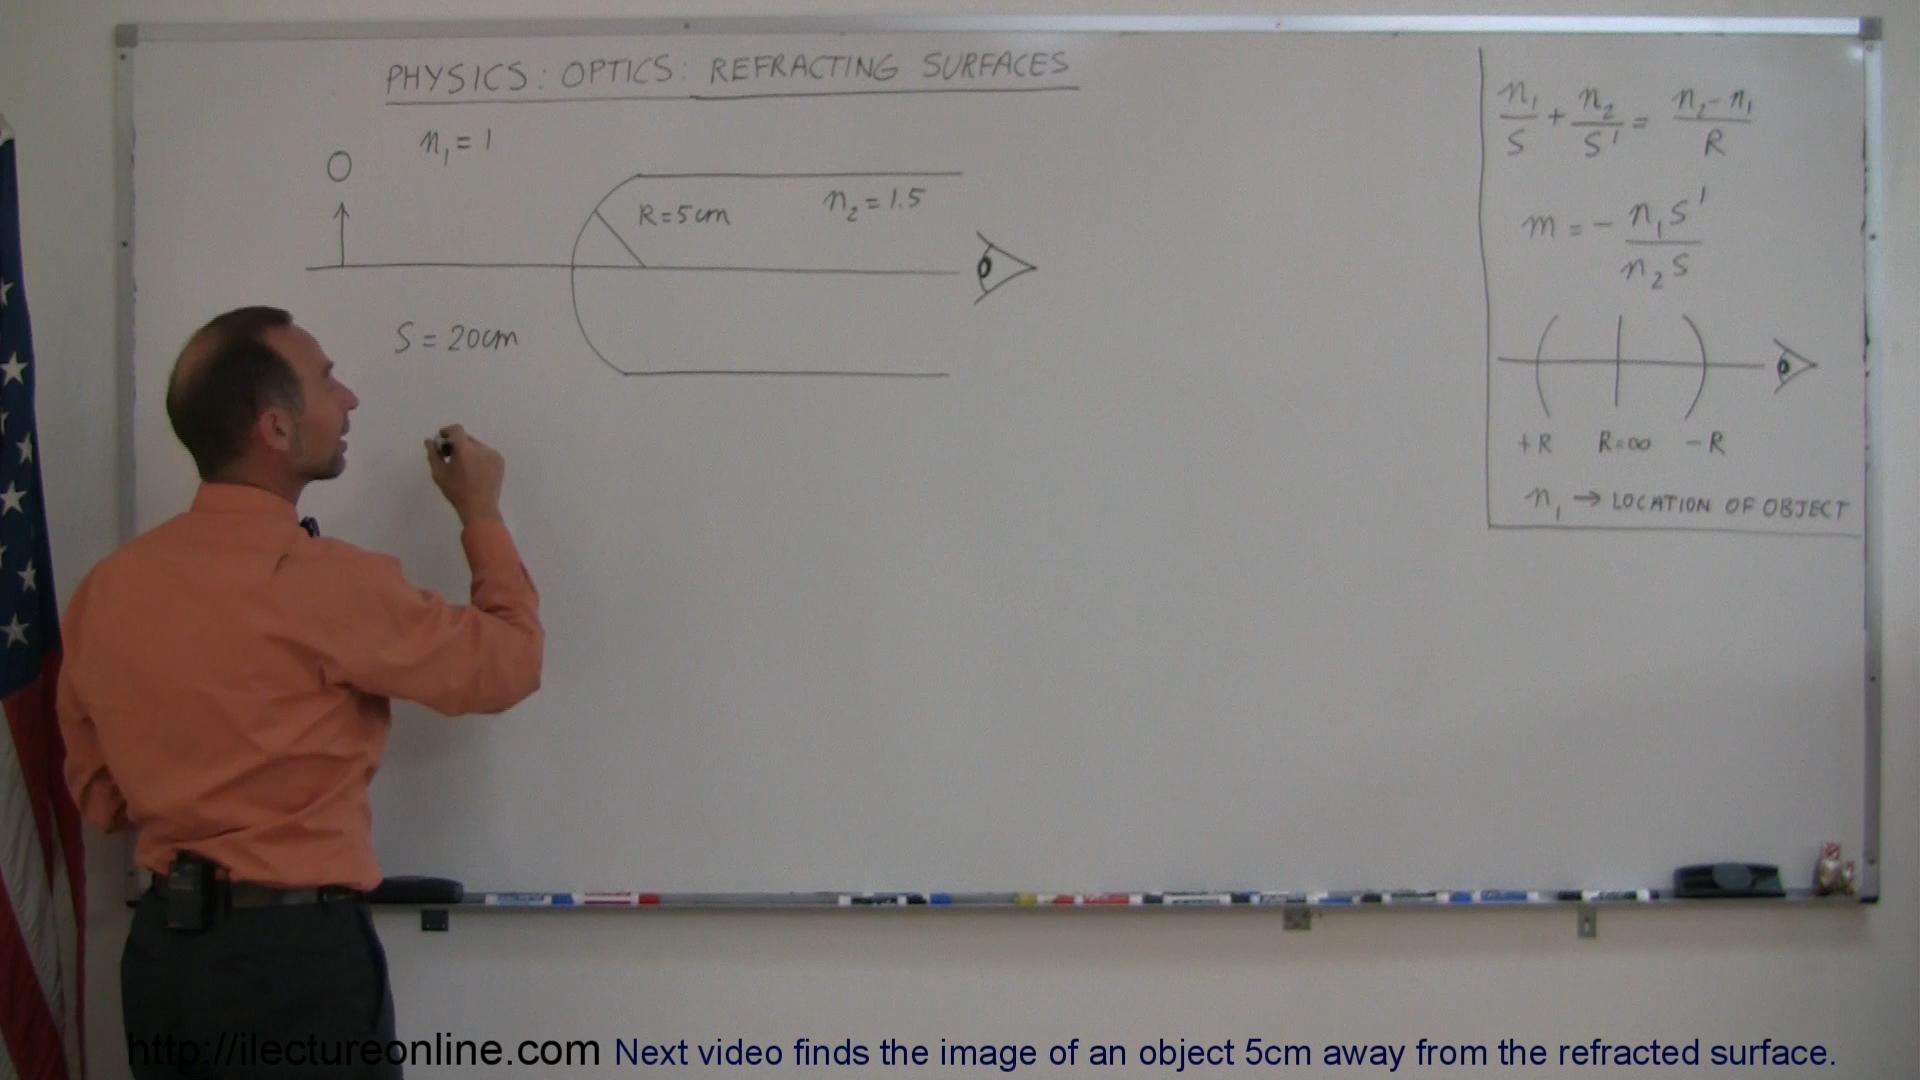 PHYSICS: OPTICS: REFRACTING SURFACES
n₁ = 1
O
R = 5cm
n₂ = 1.5
S = 20cm
n₁/S + n₂/S' = (n₂ - n₁)/R
m = - n₁S'/n₂S
+R R=∞ -R
n₁ → LOCATION OF OBJECT
http://ilectureonline.com Next video finds the image of an object 5cm away from the refracted surface.